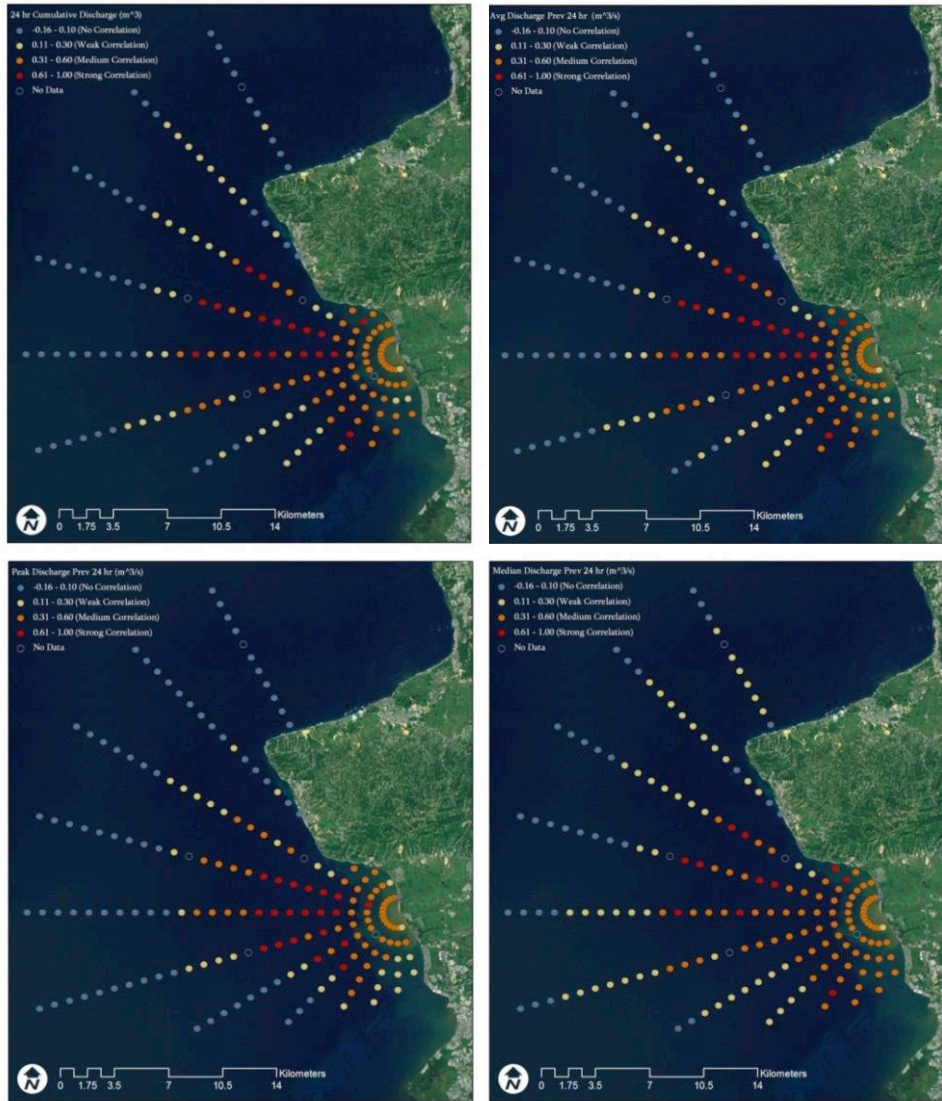 24 hr Cumulative Discharge (m^3)
-0.16 - 0.10 (No Correlation)
0.11 - 0.30 (Weak Correlation)
0.31 - 0.60 (Medium Correlation)
0.61 - 1.00 (Strong Correlation)
No Data
N
Kilometers
0 1.75 3.5 7 10.5 14
Avg Discharge Prev 24 hr (m^3/s)
-0.16 - 0.10 (No Correlation)
0.11 - 0.30 (Weak Correlation)
0.31 - 0.60 (Medium Correlation)
0.61 - 1.00 (Strong Correlation)
No Data
N
Kilometers
0 1.75 3.5 7 10.5 14
Peak Discharge Prev 24 hr (m^3/s)
-0.16 - 0.10 (No Correlation)
0.11 - 0.30 (Weak Correlation)
0.31 - 0.60 (Medium Correlation)
0.61 - 1.00 (Strong Correlation)
No Data
N
Kilometers
0 1.75 3.5 7 10.5 14
Median Discharge Prev 24 hr (m^3/s)
-0.16 - 0.10 (No Correlation)
0.11 - 0.30 (Weak Correlation)
0.31 - 0.60 (Medium Correlation)
0.61 - 1.00 (Strong Correlation)
No Data
N
Kilometers
0 1.75 3.5 7 10.5 14